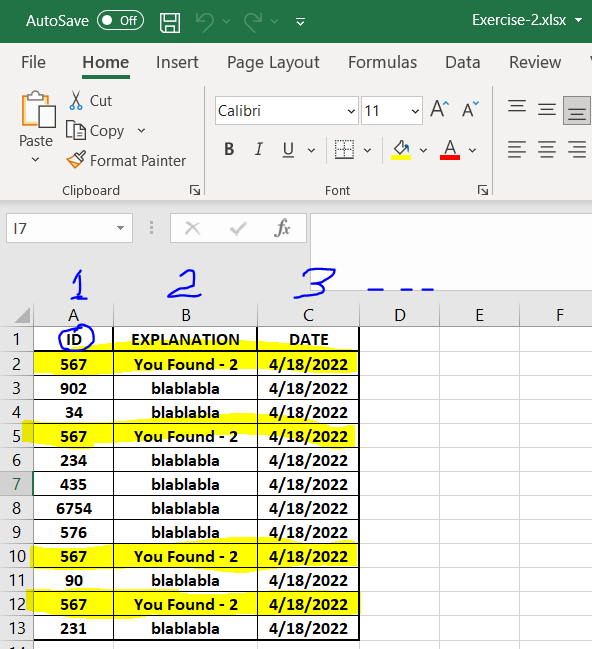 AutoSave Off Exercise-2.xlsx
File Home Insert Page Layout Formulas Data Review
Paste Cut Copy Format Painter
Clipboard
Calibri 11 A A
B I U A
Font
I7 fx
1 2 3 - - -
A B C D E F
1 ID EXPLANATION DATE
2 567 You Found - 2 4/18/2022
3 902 blablabla 4/18/2022
4 34 blablabla 4/18/2022
5 567 You Found - 2 4/18/2022
6 234 blablabla 4/18/2022
7 435 blablabla 4/18/2022
8 6754 blablabla 4/18/2022
9 576 blablabla 4/18/2022
10 567 You Found - 2 4/18/2022
11 90 blablabla 4/18/2022
12 567 You Found - 2 4/18/2022
13 231 blablabla 4/18/2022